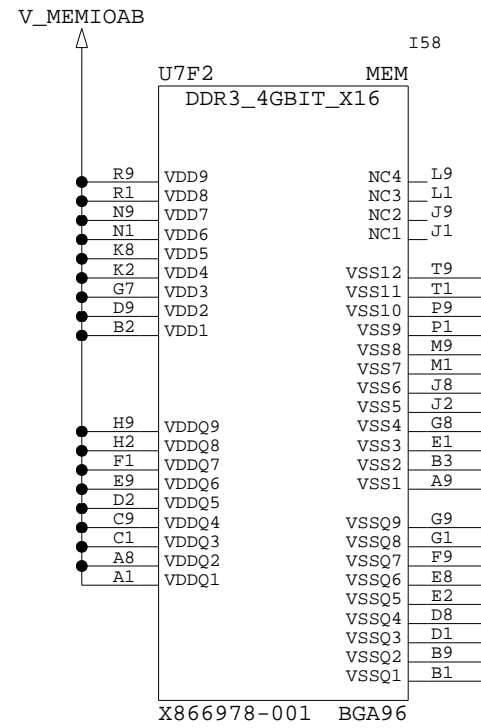 V_MEMIOAB
I58
U7F2 MEM
DDR3_4GBIT_X16
R9 VDD9 NC4 L9
R1 VDD8 NC3 L1
N9 VDD7 NC2 J9
N1 VDD6 NC1 J1
K8 VDD5
K2 VDD4 VSS12 T9
G7 VDD3 VSS11 T1
D9 VDD2 VSS10 P9
B2 VDD1 VSS9 P1
VSS8 M9
VSS7 M1
VSS6 J8
VSS5 J2
H9 VDDQ9 VSS4 G8
H2 VDDQ8 VSS3 E1
F1 VDDQ7 VSS2 B3
E9 VDDQ6 VSS1 A9
D2 VDDQ5
C9 VDDQ4 VSSQ9 G9
C1 VDDQ3 VSSQ8 G1
A8 VDDQ2 VSSQ7 F9
A1 VDDQ1 VSSQ6 E8
VSSQ5 E2
VSSQ4 D8
VSSQ3 D1
VSSQ2 B9
VSSQ1 B1
X866978-001 BGA96